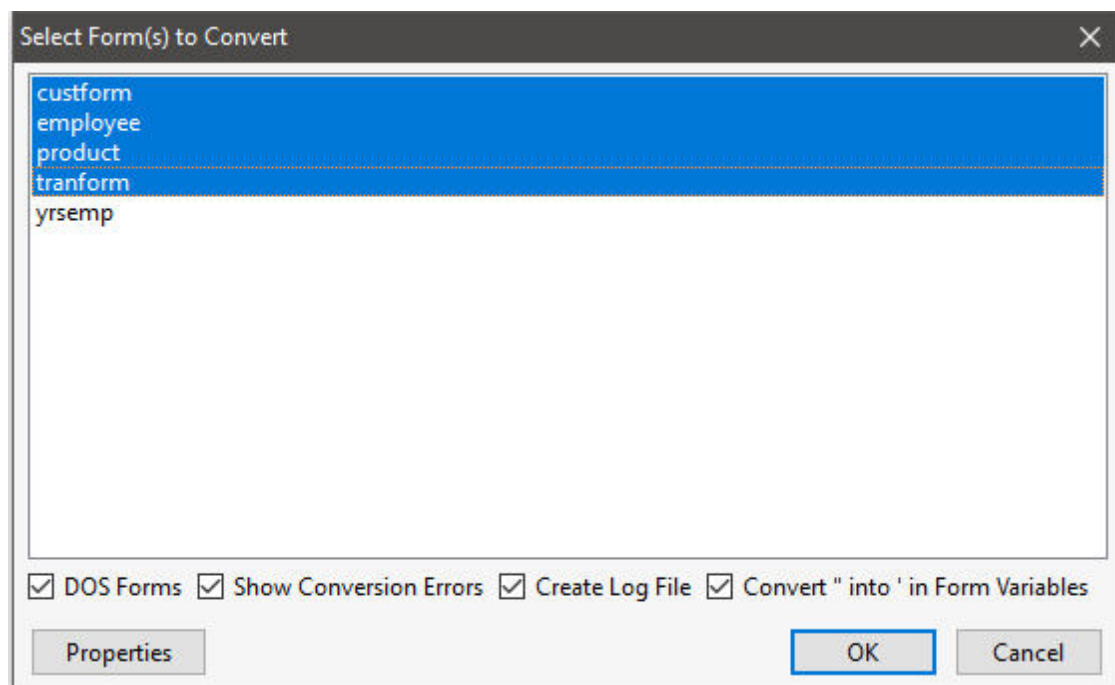 Select Form(s) to Convert
custform
employee
product
tranform
yrsemp
DOS Forms Show Conversion Errors Create Log File Convert " into ' in Form Variables
Properties OK Cancel